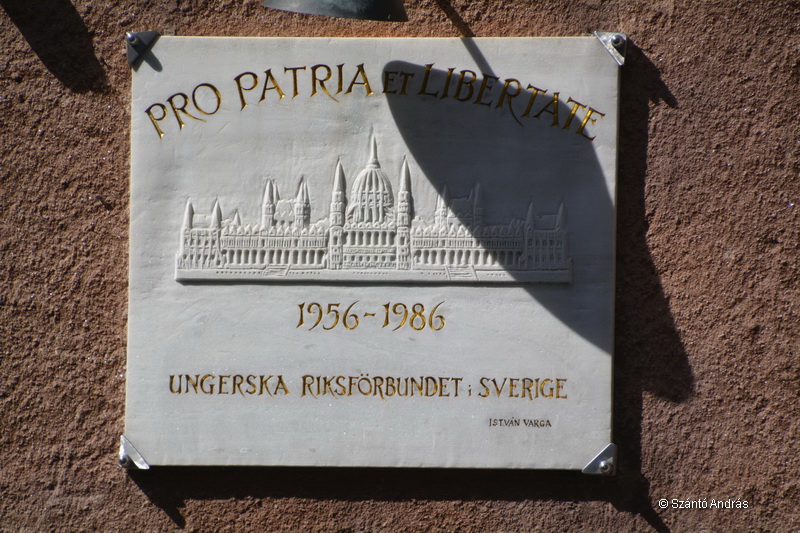 PRO PATRIA ET LIBERTATE
1956-1986
UNGERSKA RIKSFÖRBUNDET i SVERIGE
ISTVÁN VARGA
© Szántó András